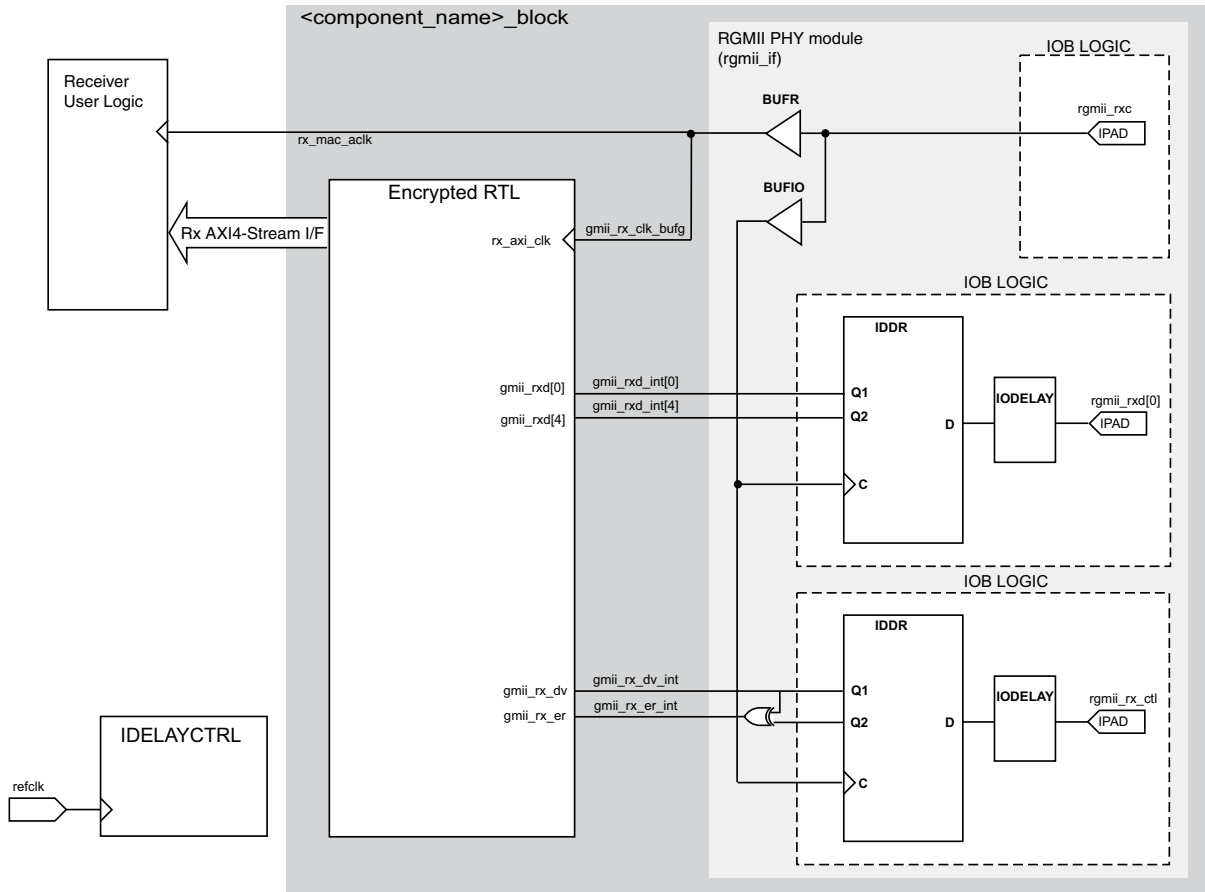 <component_name>_block
RGMII PHY module
(rgmii_if)
IOB LOGIC
Receiver
User Logic
BUFR
rgmii_rxc
IPAD
rx_mac_aclk
BUFIO
Encrypted RTL
Rx AXI4-Stream I/F
gmii_rx_clk_bufg
rx_axi_clk
IOB LOGIC
IDDR
gmii_rxd[0]
gmii_rxd_int[0]
Q1
IODELAY
rgmii_rxd[0]
gmii_rxd[4]
gmii_rxd_int[4]
Q2
D
IPAD
C
IOB LOGIC
IDDR
gmii_rx_dv
gmii_rx_dv_int
Q1
IODELAY
rgmii_rx_ctl
gmii_rx_er
gmii_rx_er_int
Q2
D
IPAD
IDELAYCTRL
C
refclk